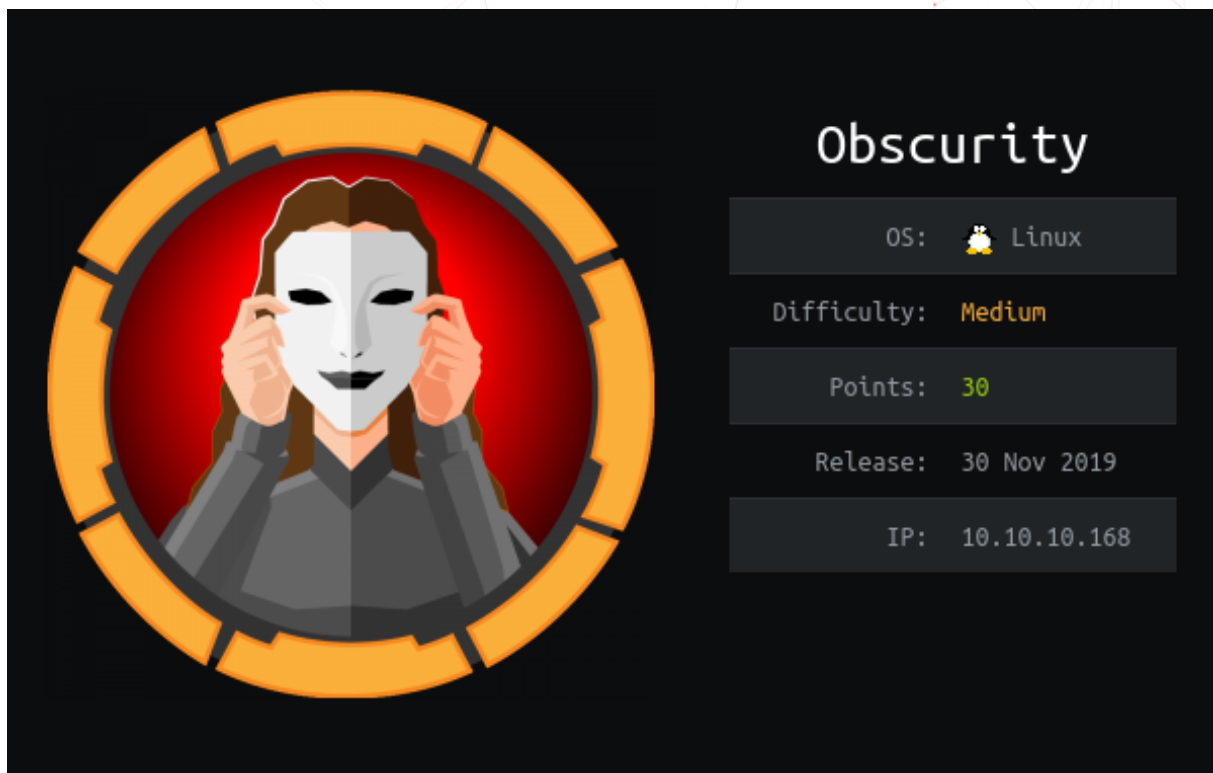 Obscurity
OS: Linux
Difficulty: Medium
Points: 30
Release: 30 Nov 2019
IP: 10.10.10.168